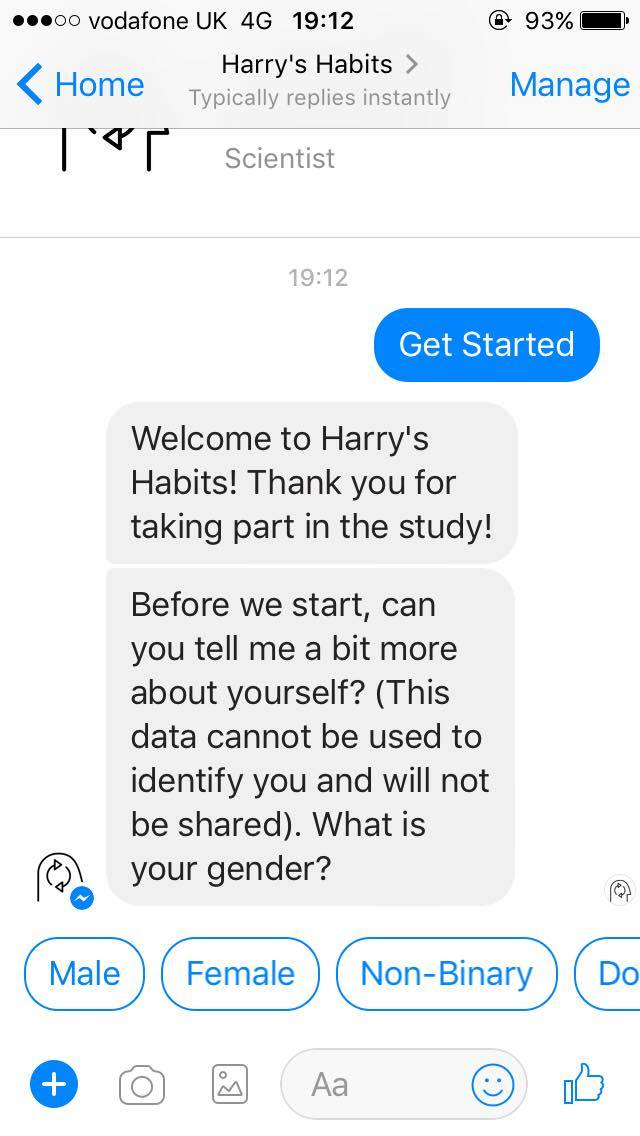 vodafone UK 4G 19:12 93%
Home Harry's Habits Manage
Typically replies instantly
Scientist
19:12
Get Started
Welcome to Harry's
Habits! Thank you for
taking part in the study!
Before we start, can
you tell me a bit more
about yourself? (This
data cannot be used to
identify you and will not
be shared). What is
your gender?
Male Female Non-Binary Do
Aa